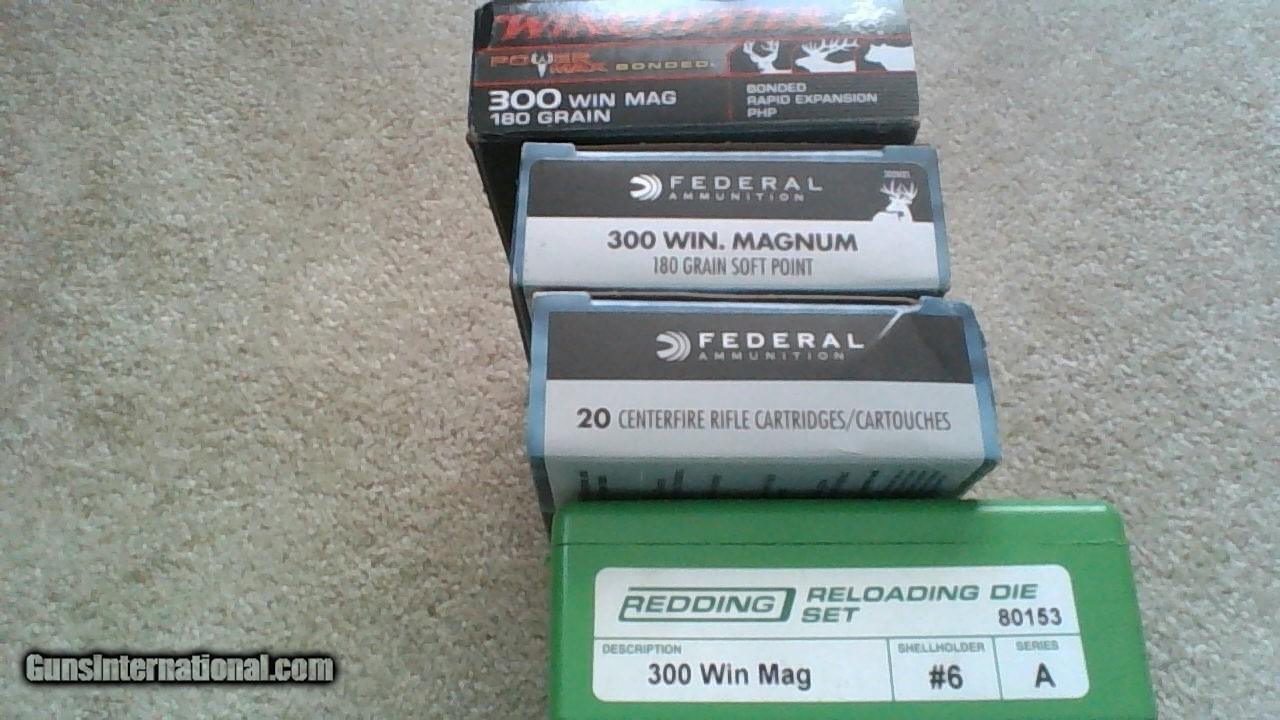 WINCHESTER
POWER MAX BONDED
300 WIN MAG
180 GRAIN
BONDED
RAPID EXPANSION
PHP
FEDERAL
AMMUNITION
300 WIN. MAGNUM
180 GRAIN SOFT POINT
FEDERAL
AMMUNITION
20 CENTERFIRE RIFLE CARTRIDGES/CARTOUCHES
REDDING RELOADING DIE
SET 80153
DESCRIPTION SHELLHOLDER SERIES
300 Win Mag #6 A
GunsInternational.com